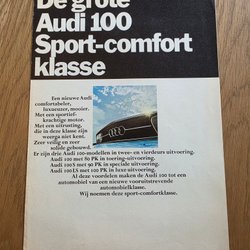 De grote
Audi 100
Sport-comfort
klasse
Een nieuwe Audi
comfortabeler,
luxueuzer, mooier.
Met een sportief-
krachtige motor.
Met een uitrusting,
die in deze klasse zijn
weerga niet kent.
Zeer veilig en zeer
solide gebouwd.
Er zijn drie Audi 100-modellen in twee- en vierdeurs uitvoering.
Audi 100 met 80 PK in toering-uitvoering.
Audi 100 S met 90 PK in speciale uitvoering.
Audi 100 LS met 100 PK in luxe uitvoering.
Al deze voordelen maken de Audi 100 tot een
automobiel van een nieuwe vooruitstrevende
automobielklasse.
Wij noemen deze sport-comfortklasse.